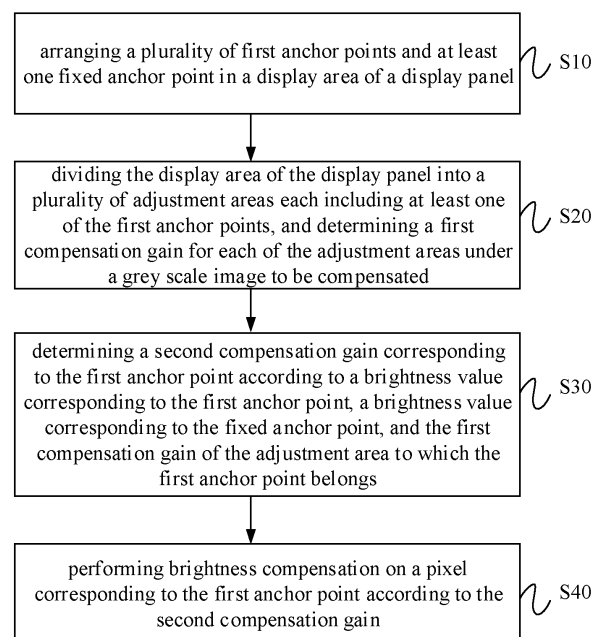 arranging a plurality of first anchor points and at least
one fixed anchor point in a display area of a display panel
S10
dividing the display area of the display panel into a
plurality of adjustment areas each including at least one
of the first anchor points, and determining a first
compensation gain for each of the adjustment areas under
a grey scale image to be compensated
S20
determining a second compensation gain corresponding
to the first anchor point according to a brightness value
corresponding to the first anchor point, a brightness value
corresponding to the fixed anchor point, and the first
compensation gain of the adjustment area to which the
first anchor point belongs
S30
performing brightness compensation on a pixel
corresponding to the first anchor point according to the
second compensation gain
S40